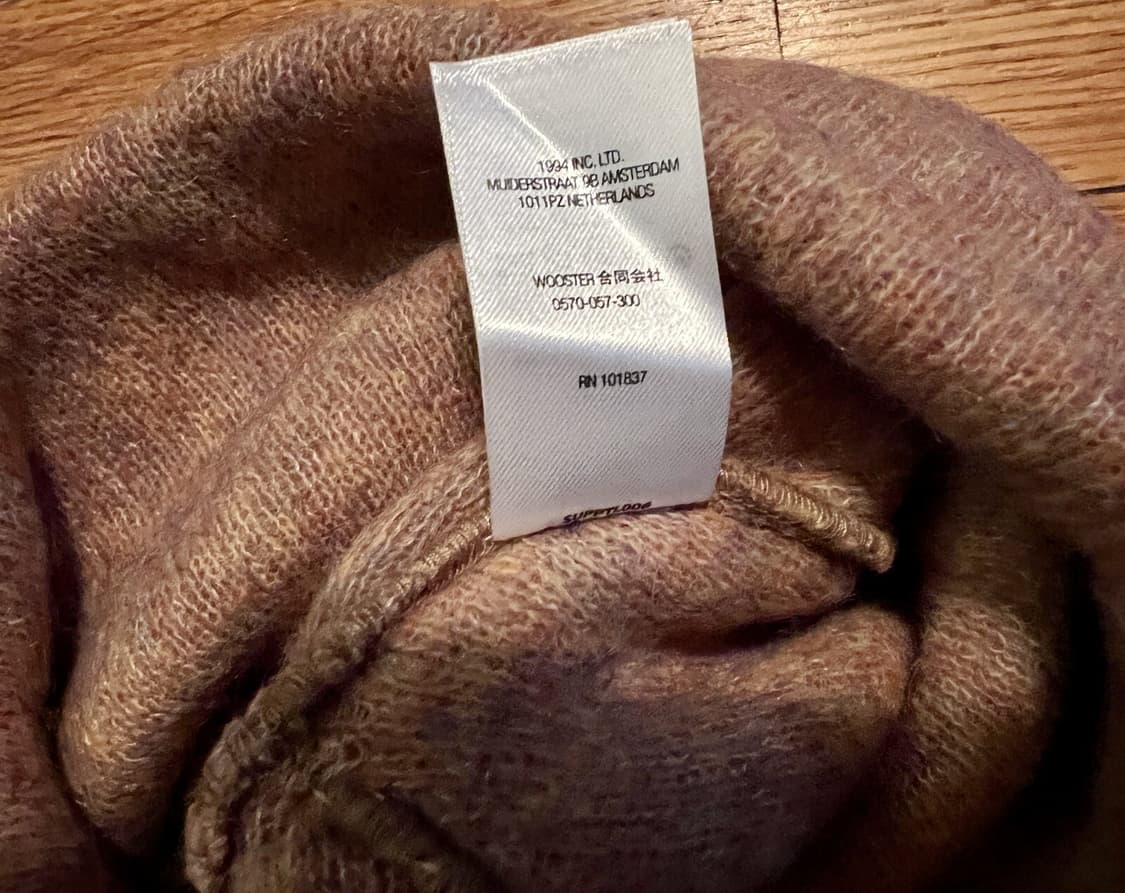 1994 INC. LTD.
MUIDERSTRAAT 9B AMSTERDAM
1011PZ NETHERLANDS
WOOSTER 合同会社
0570-057-300
RN 101837